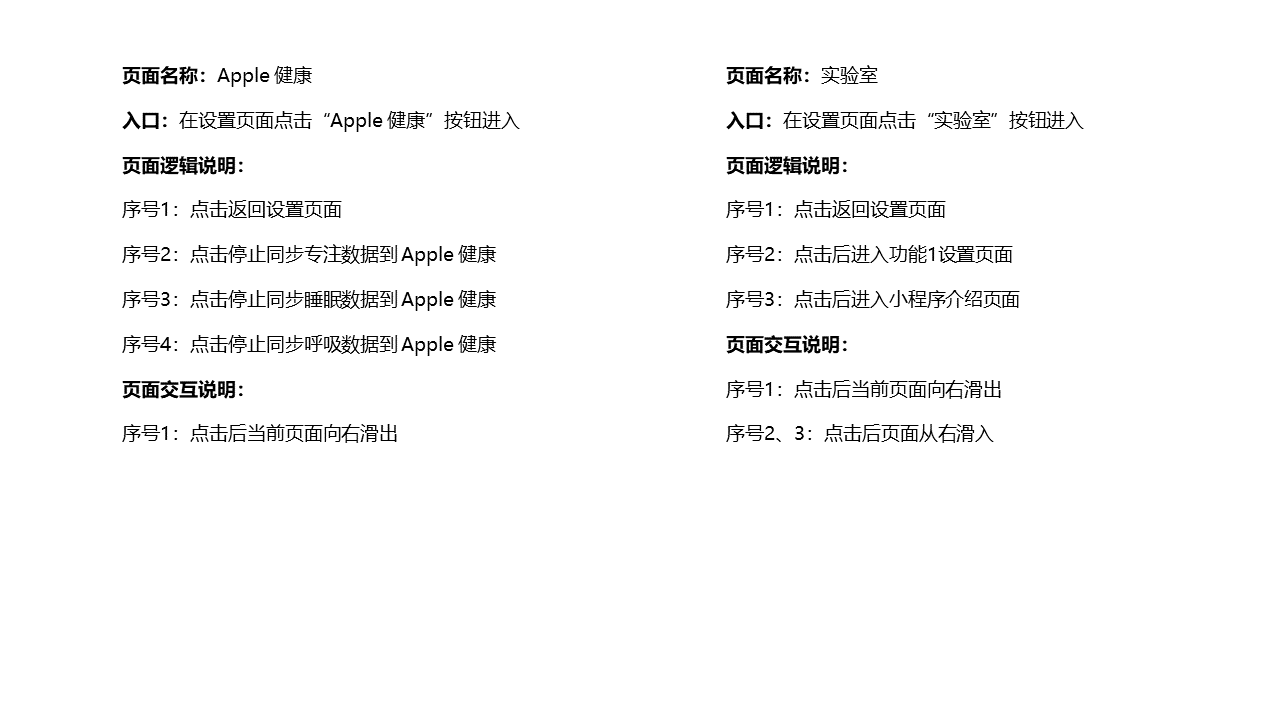 页面名称：Apple 健康
入口：在设置页面点击“Apple 健康”按钮进入
页面逻辑说明：
序号1：点击返回设置页面
序号2：点击停止同步专注数据到 Apple 健康
序号3：点击停止同步睡眠数据到 Apple 健康
序号4：点击停止同步呼吸数据到 Apple 健康
页面交互说明：
序号1：点击后当前页面向右滑出
页面名称：实验室
入口：在设置页面点击“实验室”按钮进入
页面逻辑说明：
序号1：点击返回设置页面
序号2：点击后进入功能1设置页面
序号3：点击后进入小程序介绍页面
页面交互说明：
序号1：点击后当前页面向右滑出
序号2、3：点击后页面从右滑入